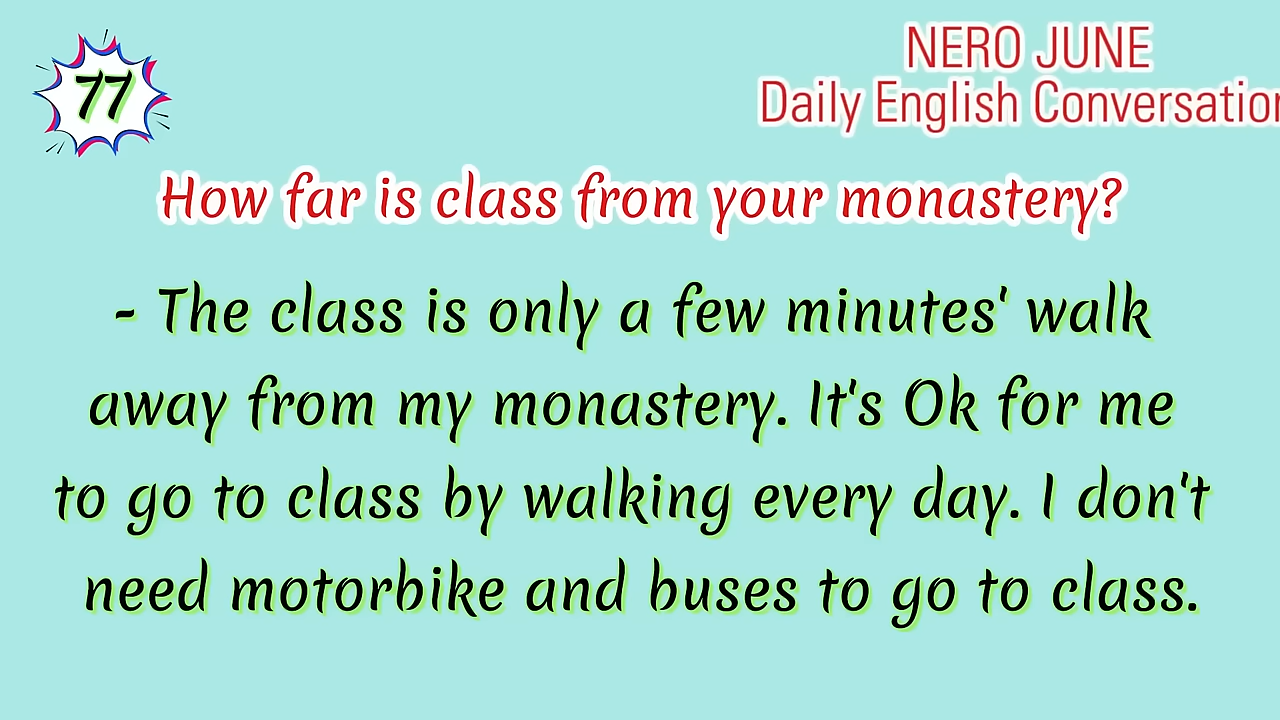 77
NERO JUNE
Daily English Conversation
How far is class from your monastery?
- The class is only a few minutes' walk
away from my monastery. It's Ok for me
to go to class by walking every day. I don't
need motorbike and buses to go to class.